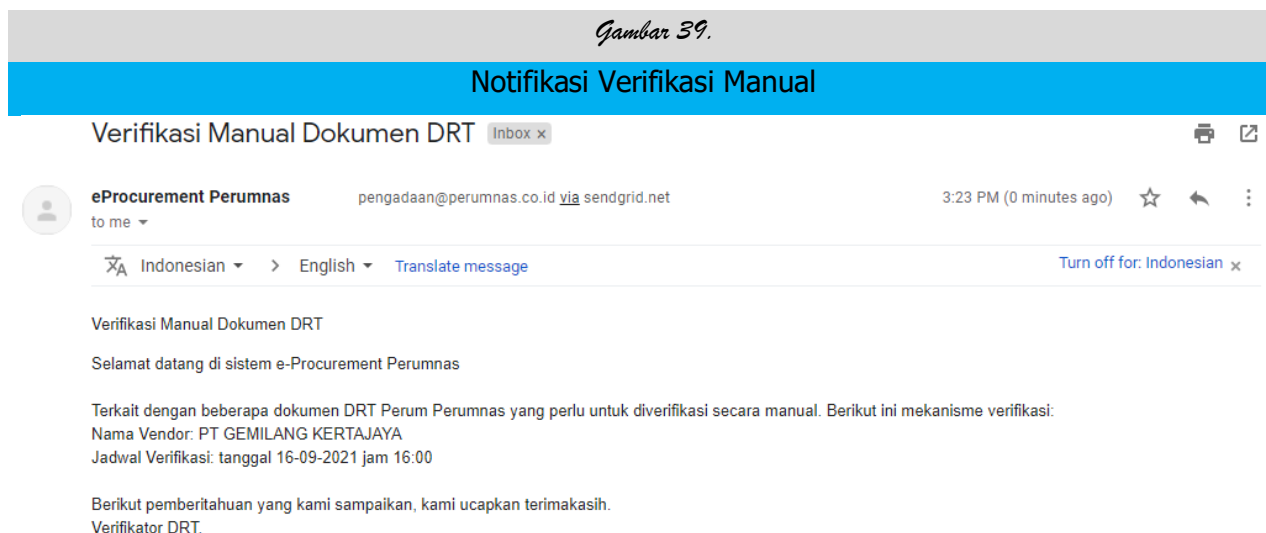 Gambar 39.
Notifikasi Verifikasi Manual
Verifikasi Manual Dokumen DRT Inbox x
eProcurement Perumnas pengadaan@perumnas.co.id via sendgrid.net 3:23 PM (0 minutes ago)
to me
Indonesian > English Translate message Turn off for: Indonesian x
Verifikasi Manual Dokumen DRT
Selamat datang di sistem e-Procurement Perumnas
Terkait dengan beberapa dokumen DRT Perum Perumnas yang perlu untuk diverifikasi secara manual. Berikut ini mekanisme verifikasi:
Nama Vendor: PT GEMILANG KERTAJAYA
Jadwal Verifikasi: tanggal 16-09-2021 jam 16:00
Berikut pemberitahuan yang kami sampaikan, kami ucapkan terimakasih.
Verifikator DRT.